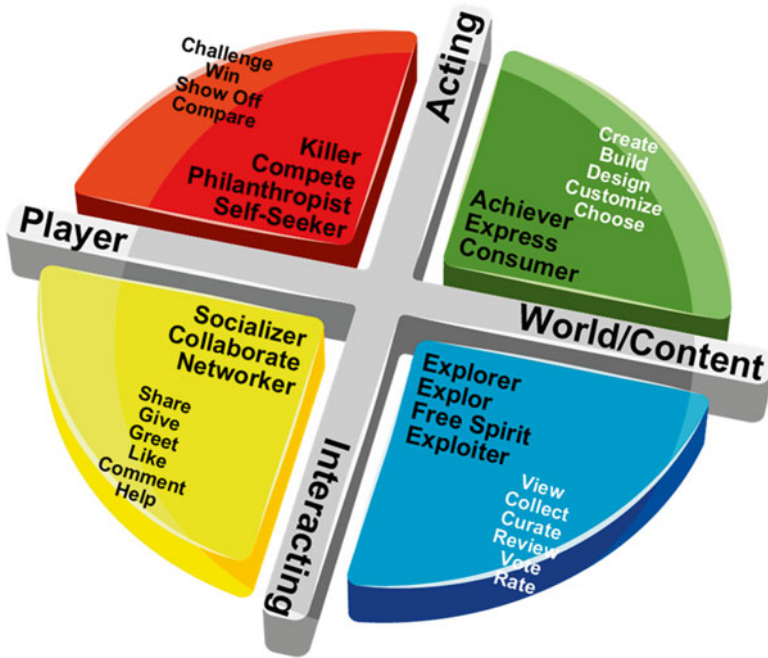 Challenge
Win
Show Off
Compare
Killer
Compete
Philanthropist
Self-Seeker
Acting
Create
Build
Design
Customize
Choose
Achiever
Express
Consumer
Player
World/Content
Socializer
Collaborate
Networker
Share
Give
Greet
Like
Comment
Help
Interacting
Explorer
Explor
Free Spirit
Exploiter
View
Collect
Curate
Review
Vote
Rate